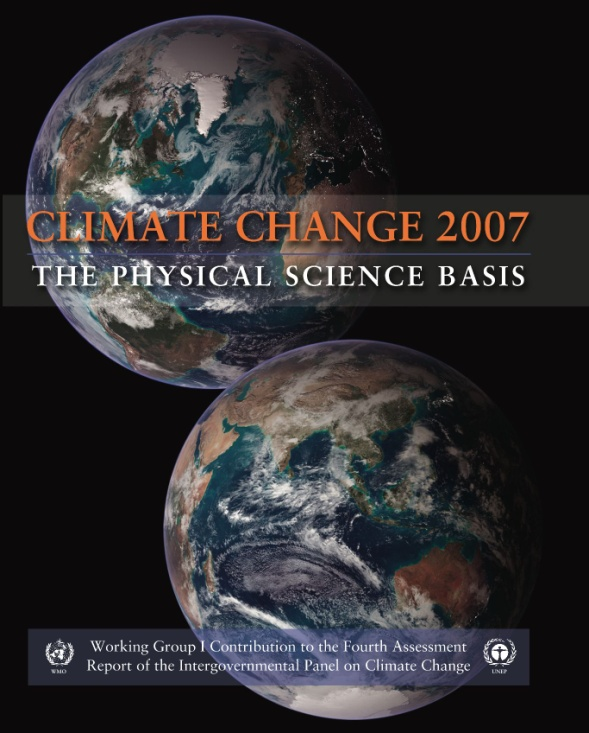 CLIMATE CHANGE 2007
THE PHYSICAL SCIENCE BASIS
Working Group I Contribution to the Fourth Assessment
Report of the Intergovernmental Panel on Climate Change
WMO
UNEP